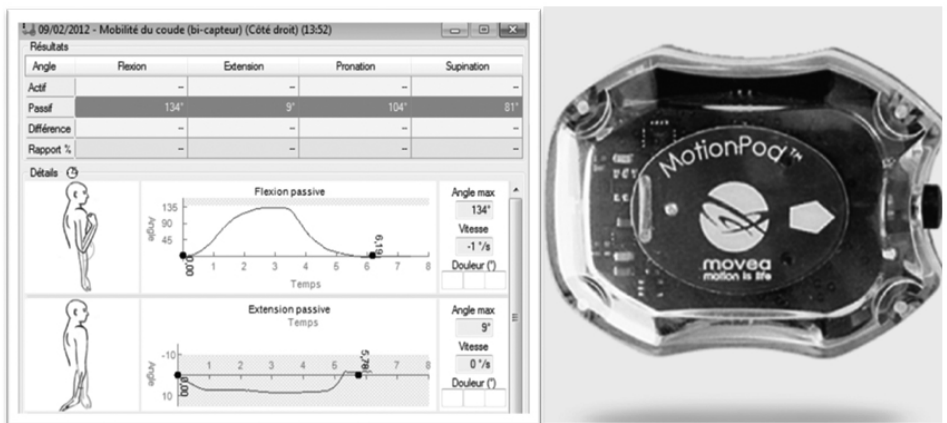 09/02/2012 - Mobilité du coude (bi-capteur) (Côté droit) (13:52)
Résultats
Angle Flexion Extension Pronation Supination
Actif -- -- -- --
Passif 134° 9° 104° 81°
Différence -- -- -- --
Rapport % -- -- -- --
Détails
Flexion passive
Angle
135
90
45
0,00
1 2 3 4 5 6 7 8
6,19
Temps
Angle max
134°
Vitesse
-1 °/s
Douleur (°)
Extension passive
Temps
Angle
-10
10
0,00
1 2 3 4 5 6 7 8
5,78
Angle max
9°
Vitesse
0 °/s
Douleur (°)
MotionPod™
movea
motion is life